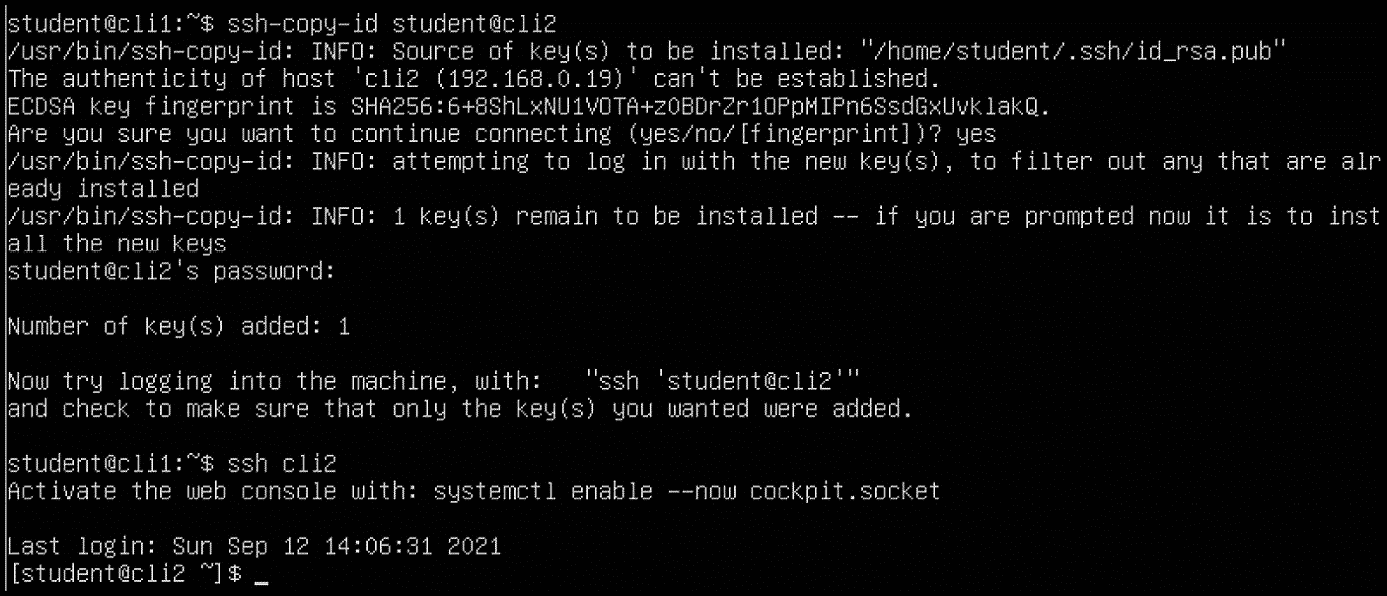 student@cli1:~$ ssh-copy-id student@cli2
/usr/bin/ssh-copy-id: INFO: Source of key(s) to be installed: "/home/student/.ssh/id_rsa.pub"
The authenticity of host 'cli2 (192.168.0.19)' can't be established.
ECDSA key fingerprint is SHA256:6+8ShLxNU1VOTA+zOBDrZr1OPpMIPn6SsdGxUvklakQ.
Are you sure you want to continue connecting (yes/no/[fingerprint])? yes
/usr/bin/ssh-copy-id: INFO: attempting to log in with the new key(s), to filter out any that are alr
eady installed
/usr/bin/ssh-copy-id: INFO: 1 key(s) remain to be installed -- if you are prompted now it is to inst
all the new keys
student@cli2's password:
Number of key(s) added: 1
Now try logging into the machine, with:   "ssh 'student@cli2'"
and check to make sure that only the key(s) you wanted were added.
student@cli1:~$ ssh cli2
Activate the web console with: systemctl enable --now cockpit.socket
Last login: Sun Sep 12 14:06:31 2021
[student@cli2 ~]$ _